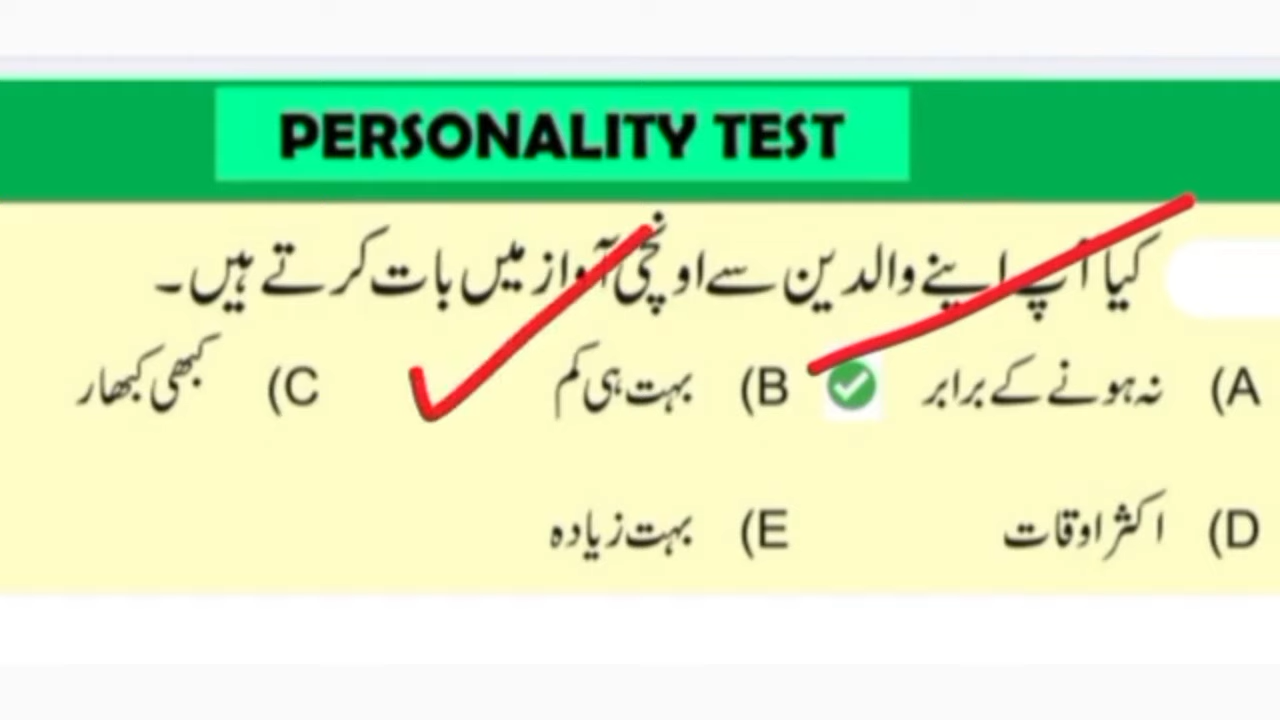 PERSONALITY TEST
کیا آپ اپنے والدین سے اونچی آواز میں بات کرتے ہیں۔
(A نہ ہونے کے برابر (B بہت ہی کم (C کبھی کبھار
(D اکثر اوقات (E بہت زیادہ